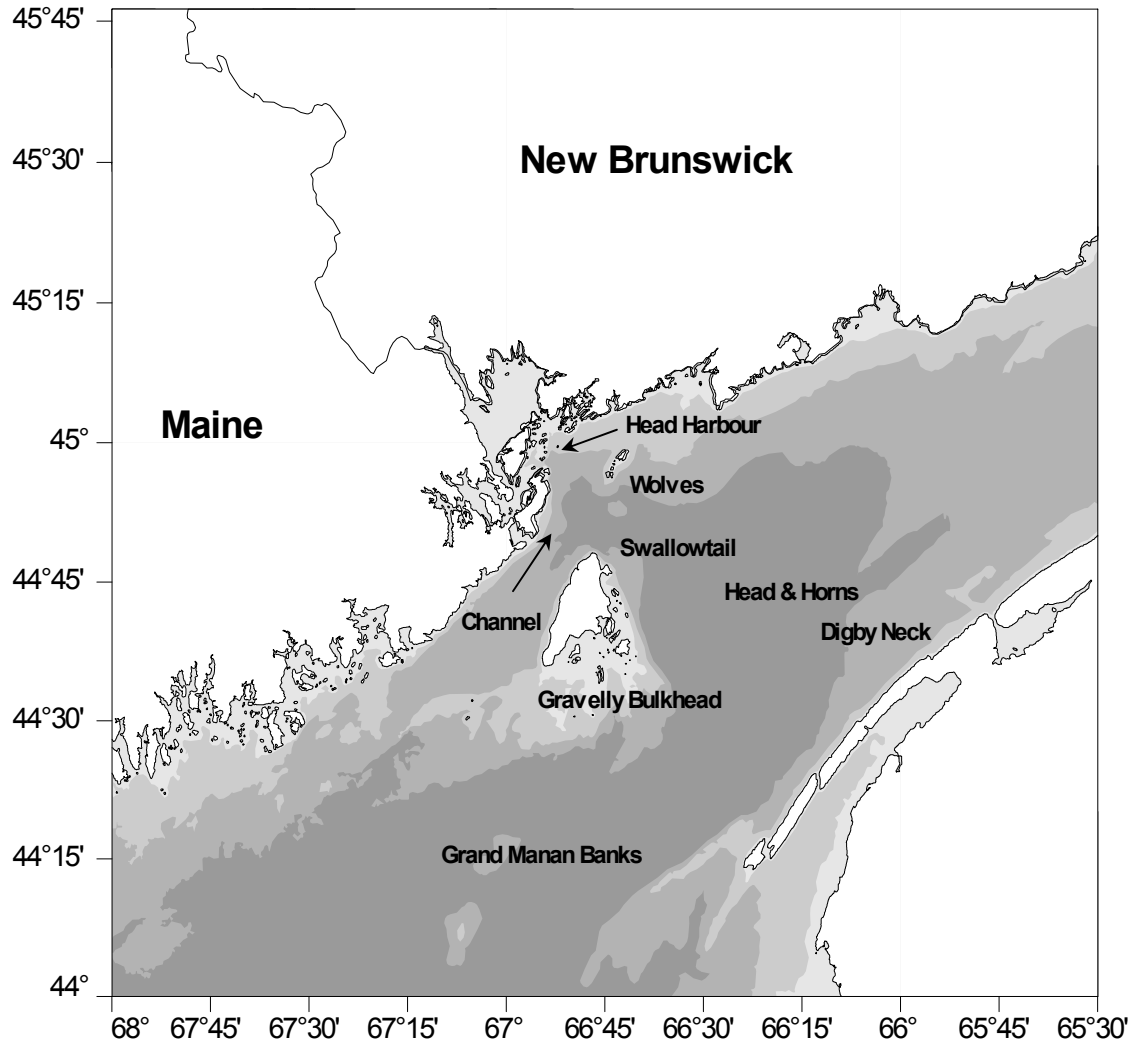 45°45'
45°30'
New Brunswick
45°15'
Maine
Head Harbour
45°
Wolves
Swallowtail
44°45'
Head & Horns
Channel
Digby Neck
Gravelly Bulkhead
44°30'
Grand Manan Banks
44°15'
44°
68° 67°45' 67°30' 67°15' 67° 66°45' 66°30' 66°15' 66° 65°45' 65°30'